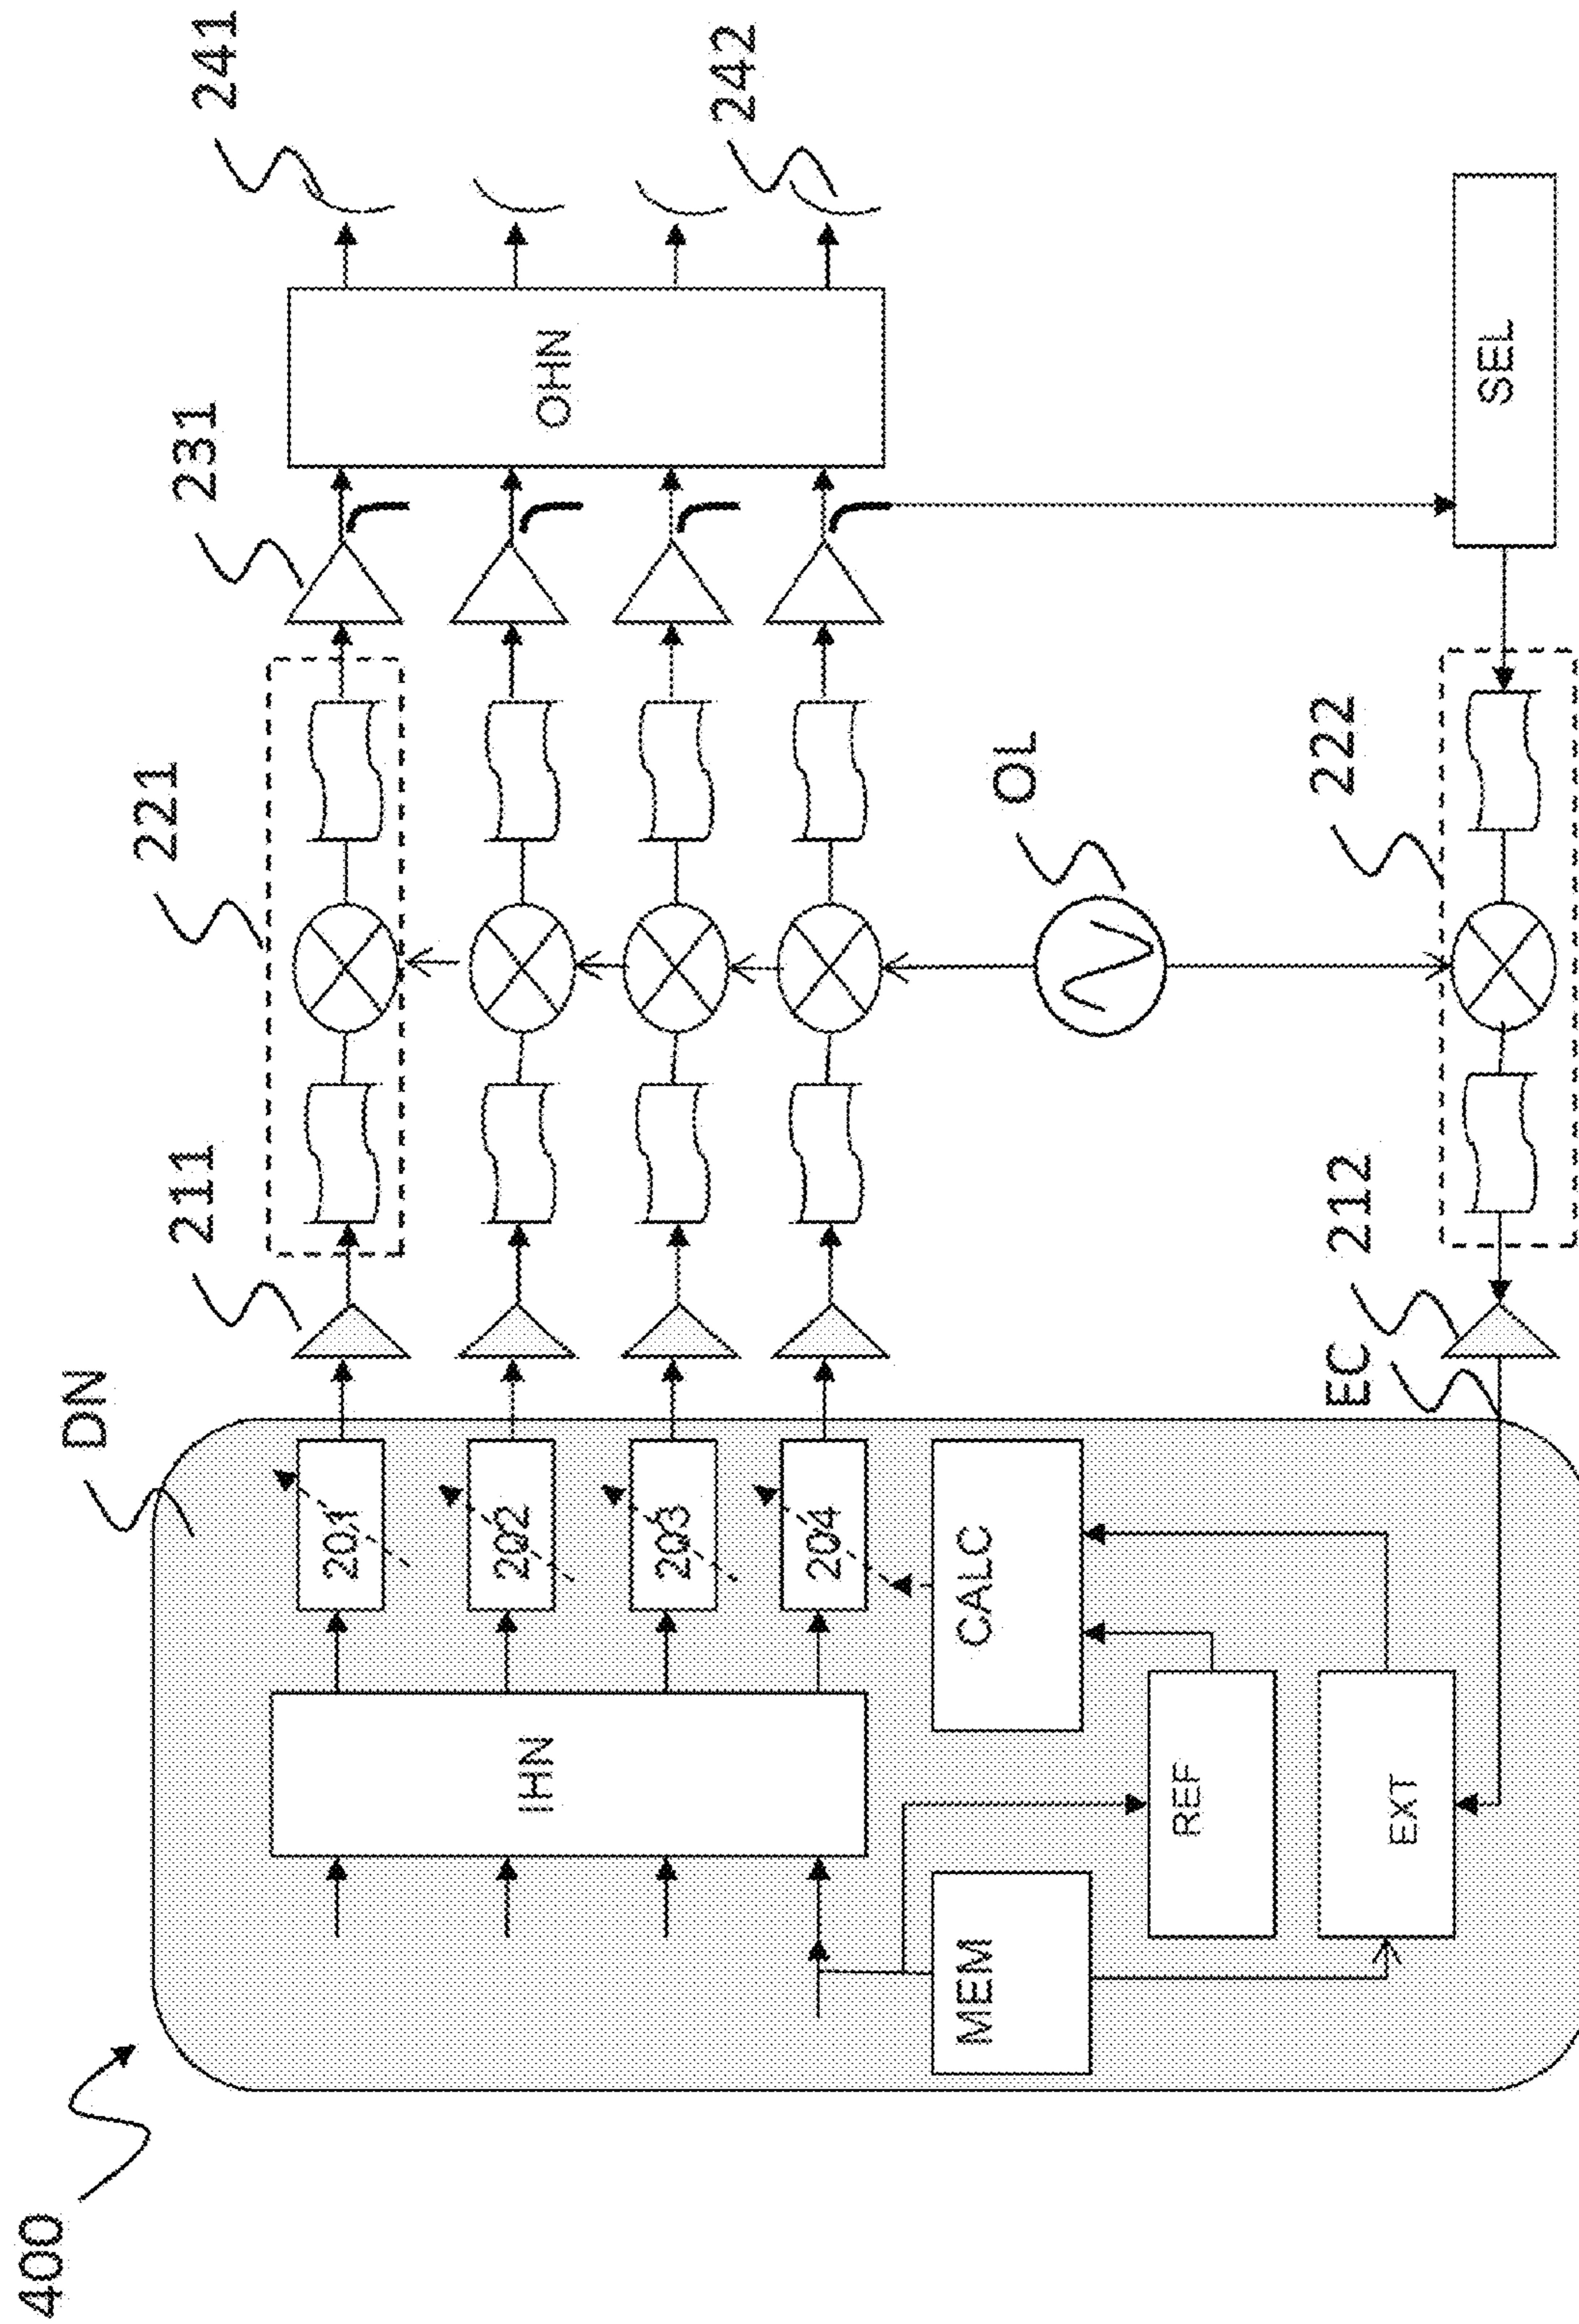 400
DN
211
221
231
241
242
201
202
203
204
IHN
OHN
CALC
MEM
REF
EXT
EC
212
OL
222
SEL